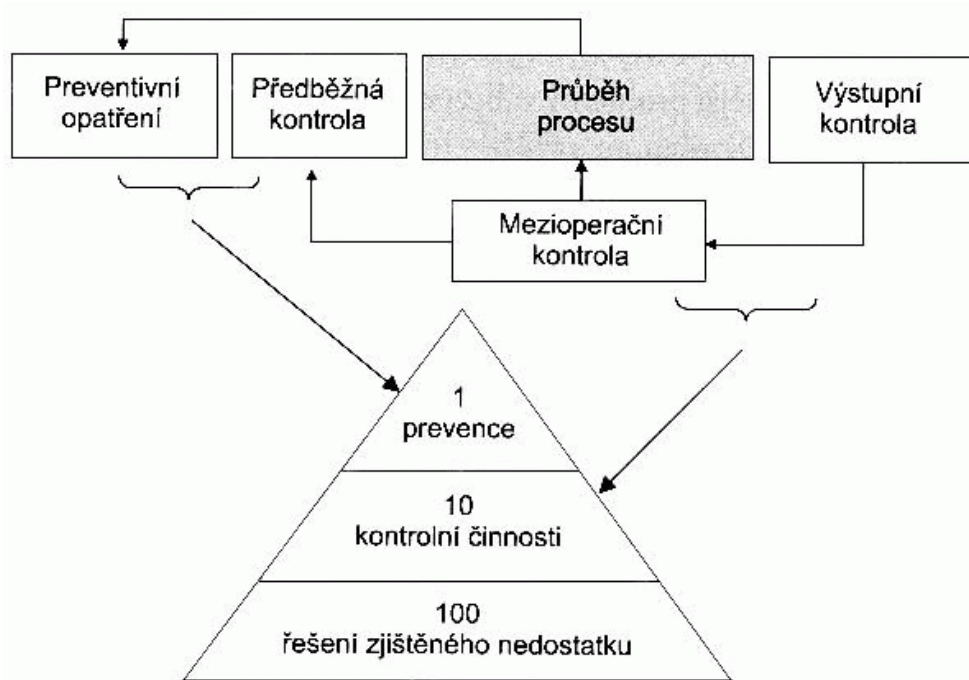 Preventivní
opatření
Předběžná
kontrola
Průběh
procesu
Výstupní
kontrola
Mezioperační
kontrola
1
prevence
10
kontrolní činnosti
100
řešení zjištěného nedostatku